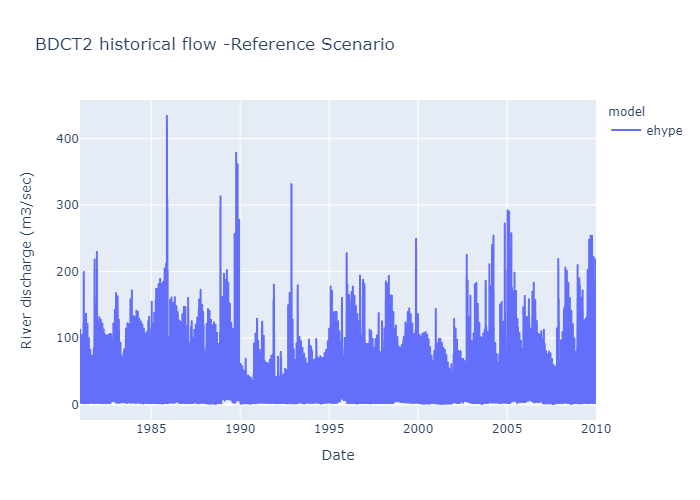 BDCT2 historical flow -Reference Scenario
model
ehype
400
300
200
100
0
River discharge (m3/sec)
1985
1990
1995
2000
2005
2010
Date